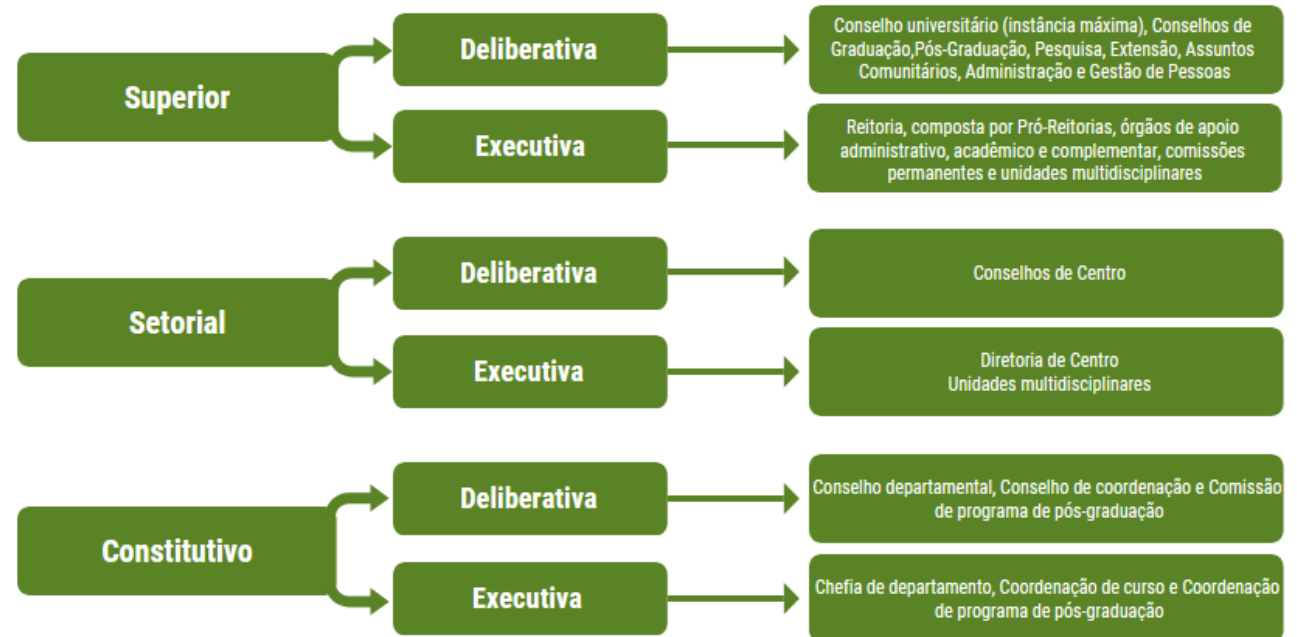 Superior
Deliberativa
Conselho universitário (instância máxima), Conselhos de
Graduação,Pós-Graduação, Pesquisa, Extensão, Assuntos
Comunitários, Administração e Gestão de Pessoas
Executiva
Reitoria, composta por Pró-Reitorias, órgãos de apoio
administrativo, acadêmico e complementar, comissões
permanentes e unidades multidisciplinares
Setorial
Deliberativa
Conselhos de Centro
Executiva
Diretoria de Centro
Unidades multidisciplinares
Constitutivo
Deliberativa
Conselho departamental, Conselho de coordenação e Comissão
de programa de pós-graduação
Executiva
Chefia de departamento, Coordenação de curso e Coordenação
de programa de pós-graduação